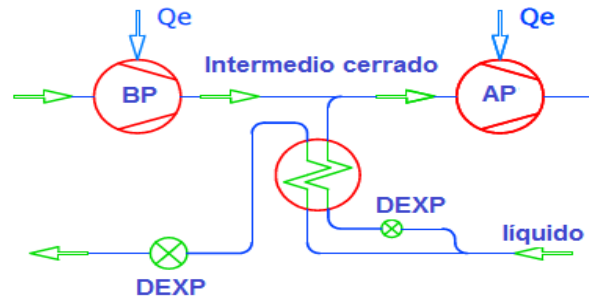 Qe
Qe
Intermedio cerrado
BP
AP
DEXP
líquido
DEXP